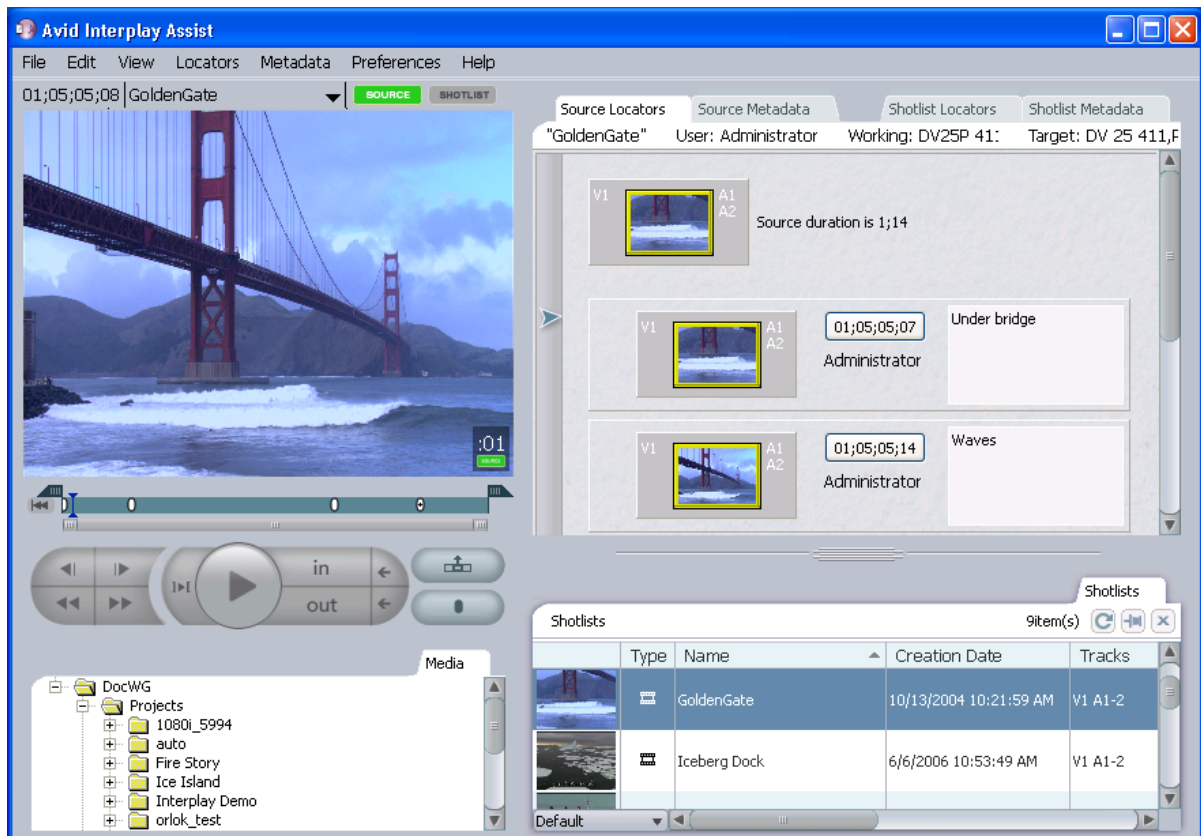 Avid Interplay Assist
File Edit View Locators Metadata Preferences Help
01;05;05;08 GoldenGate SOURCE SHOTLIST
:01
SOURCE
in
out
Media
DocWG
Projects
1080i_5994
auto
Fire Story
Ice Island
Interplay Demo
orlok_test
Source Locators Source Metadata Shotlist Locators Shotlist Metadata
"GoldenGate" User: Administrator Working: DV25P 411 Target: DV 25 411,F
V1 A1
A2
Source duration is 1;14
V1 A1
A2
01;05;05;07
Administrator
Under bridge
V1 A1
A2
01;05;05;14
Administrator
Waves
Shotlists
Shotlists 9item(s)
Type Name Creation Date Tracks
GoldenGate 10/13/2004 10:21:59 AM V1 A1-2
Iceberg Dock 6/6/2006 10:53:49 AM V1 A1-2
Default